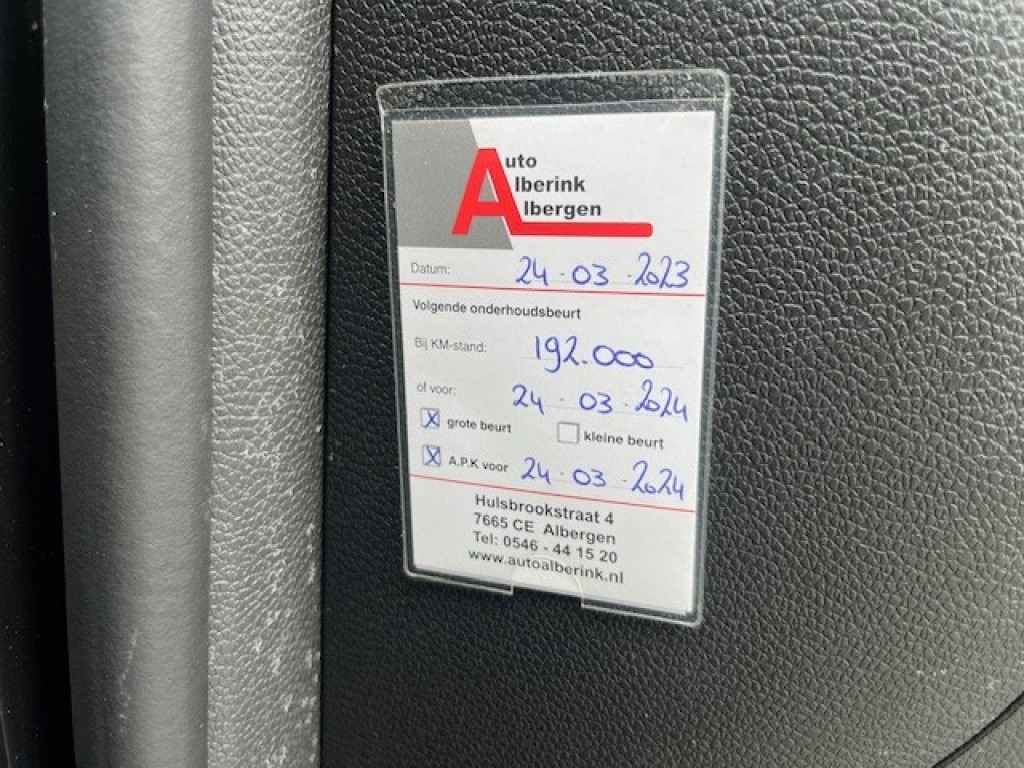 Auto
Alberink
Albergen
Datum: 24-03-2023
Volgende onderhoudsbeurt
Bij KM-stand: 192.000
óf voor: 24-03-2024
X grote beurt kleine beurt
X A.P.K voor 24-03-2024
Hulsbrookstraat 4
7665 CE Albergen
Tel: 0546 - 44 15 20
www.autoalberink.nl